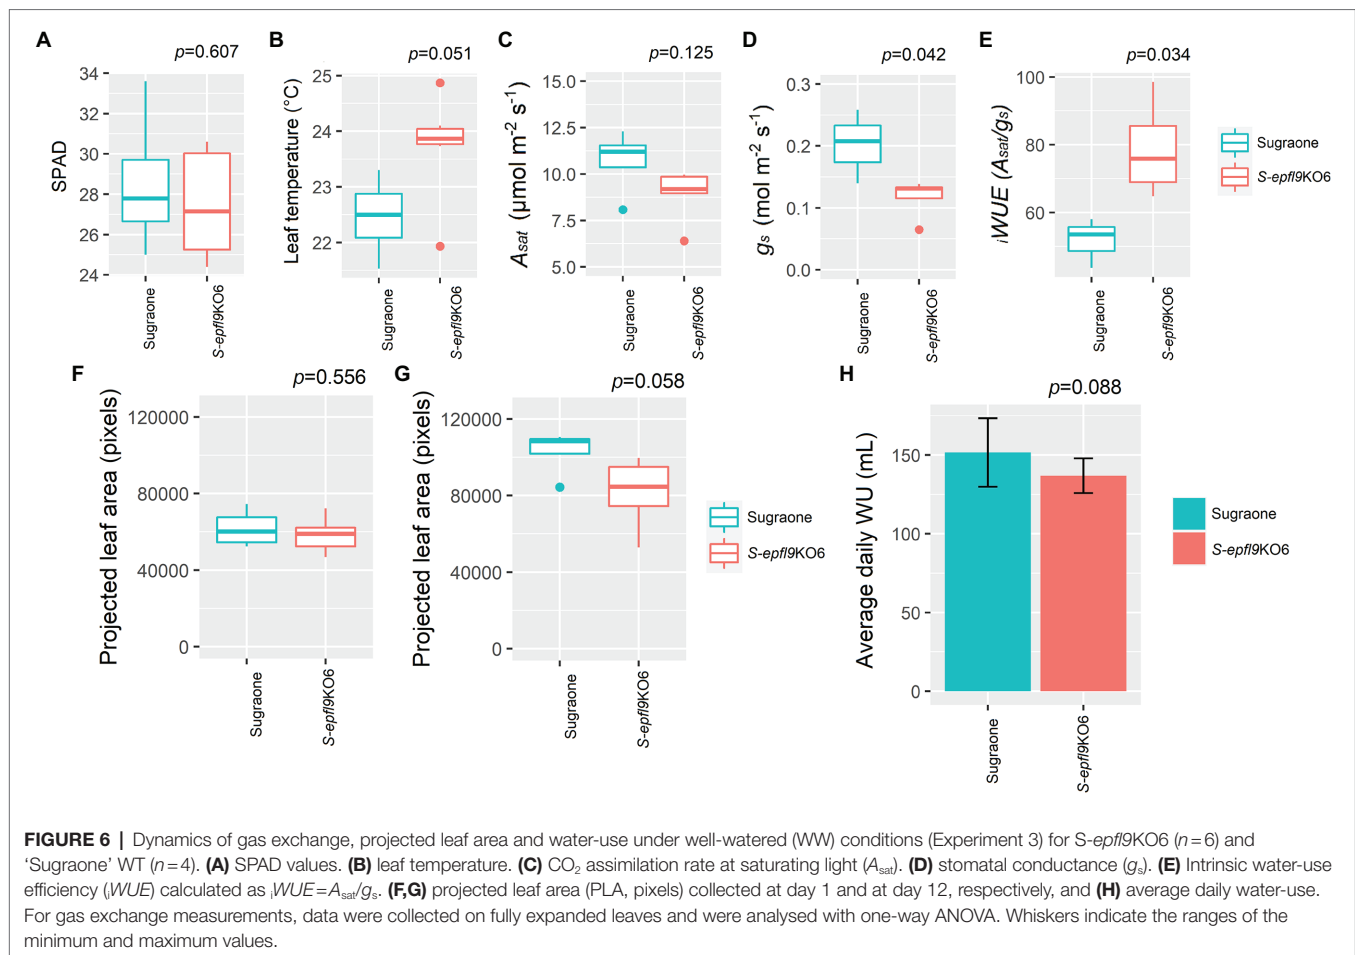 A
p=0.607
SPAD
34
32
30
28
26
24
Sugraone
S-epfl9KO6
B
p=0.051
Leaf temperature (°C)
25
24
23
22
Sugraone
S-epfl9KO6
C
p=0.125
Asat (μmol m-2 s-1)
15.0
12.5
10.0
7.5
5.0
Sugraone
S-epfl9KO6
D
p=0.042
gs (mol m-2 s-1)
0.3
0.2
0.1
0.0
Sugraone
S-epfl9KO6
E
p=0.034
iWUE (Asat/gs)
100
80
60
Sugraone
S-epfl9KO6
Sugraone
S-epfl9KO6
F
p=0.556
Projected leaf area (pixels)
120000
80000
40000
0
Sugraone
S-epfl9KO6
G
p=0.058
Projected leaf area (pixels)
120000
80000
40000
0
Sugraone
S-epfl9KO6
Sugraone
S-epfl9KO6
H
p=0.088
Average daily WU (mL)
150
100
50
0
Sugraone
S-epfl9KO6
Sugraone
S-epfl9KO6
FIGURE 6 | Dynamics of gas exchange, projected leaf area and water-use under well-watered (WW) conditions (Experiment 3) for S-epfl9KO6 (n=6) and
‘Sugraone’ WT (n=4). (A) SPAD values. (B) leaf temperature. (C) CO2 assimilation rate at saturating light (Asat). (D) stomatal conductance (gs). (E) Intrinsic water-use
efficiency (iWUE) calculated as iWUE=Asat/gs. (F,G) projected leaf area (PLA, pixels) collected at day 1 and at day 12, respectively, and (H) average daily water-use.
For gas exchange measurements, data were collected on fully expanded leaves and were analysed with one-way ANOVA. Whiskers indicate the ranges of the
minimum and maximum values.